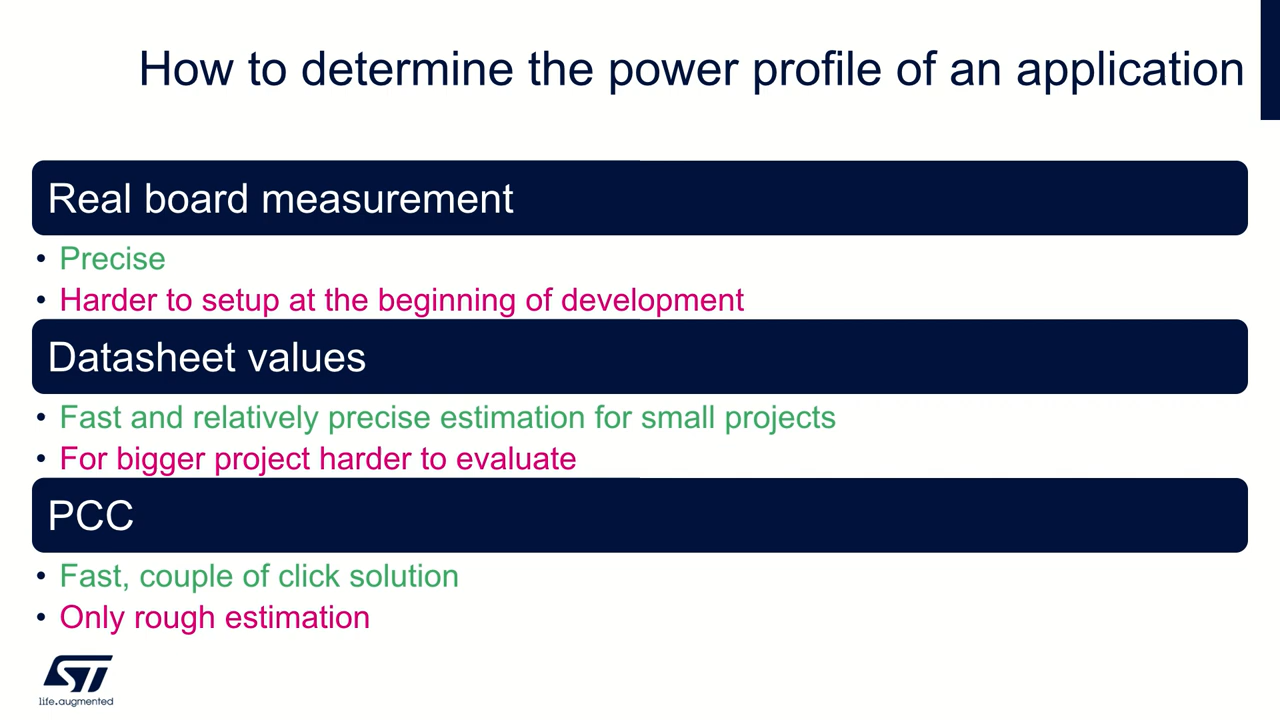 How to determine the power profile of an application
Real board measurement
• Precise
• Harder to setup at the beginning of development
Datasheet values
• Fast and relatively precise estimation for small projects
• For bigger project harder to evaluate
PCC
• Fast, couple of click solution
• Only rough estimation
ST
life.augmented